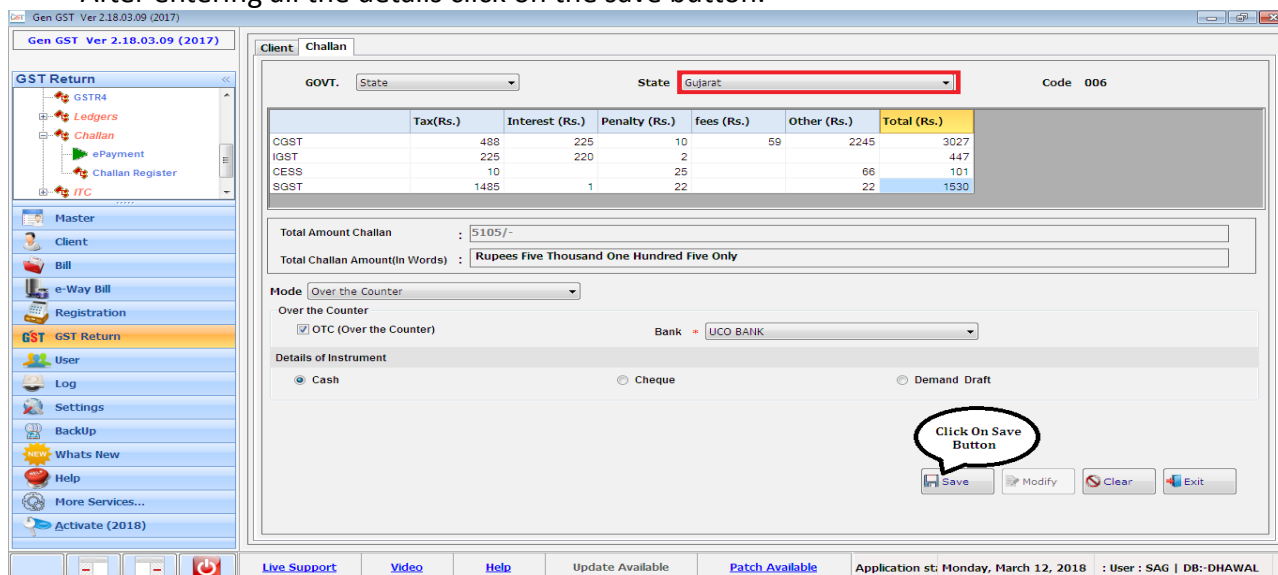 After entering all the details click on the save button.
GST Gen GST Ver 2.18.03.09 (2017)
Gen GST Ver 2.18.03.09 (2017)
Client Challan
GST Return
GSTR4
Ledgers
Challan
ePayment
Challan Register
ITC
GOVT. State State Gujarat Code 006
Tax(Rs.) Interest (Rs.) Penalty (Rs.) fees (Rs.) Other (Rs.) Total (Rs.)
CGST 488 225 10 59 2245 3027
IGST 225 220 2 447
CESS 10 25 66 101
SGST 1485 1 22 22 1530
Total Amount Challan : 5105/-
Total Challan Amount(In Words) : Rupees Five Thousand One Hundred Five Only
Mode Over the Counter
Over the Counter
OTC (Over the Counter) Bank * UCO BANK
Details of Instrument
Cash Cheque Demand Draft
Click On Save
Button
Save Modify Clear Exit
Master
Client
Bill
e-Way Bill
Registration
GST GST Return
User
Log
Settings
BackUp
NEW Whats New
Help
More Services...
Activate (2018)
Live Support Video Help Update Available Patch Available Application st: Monday, March 12, 2018 : User : SAG | DB:-DHAWAL